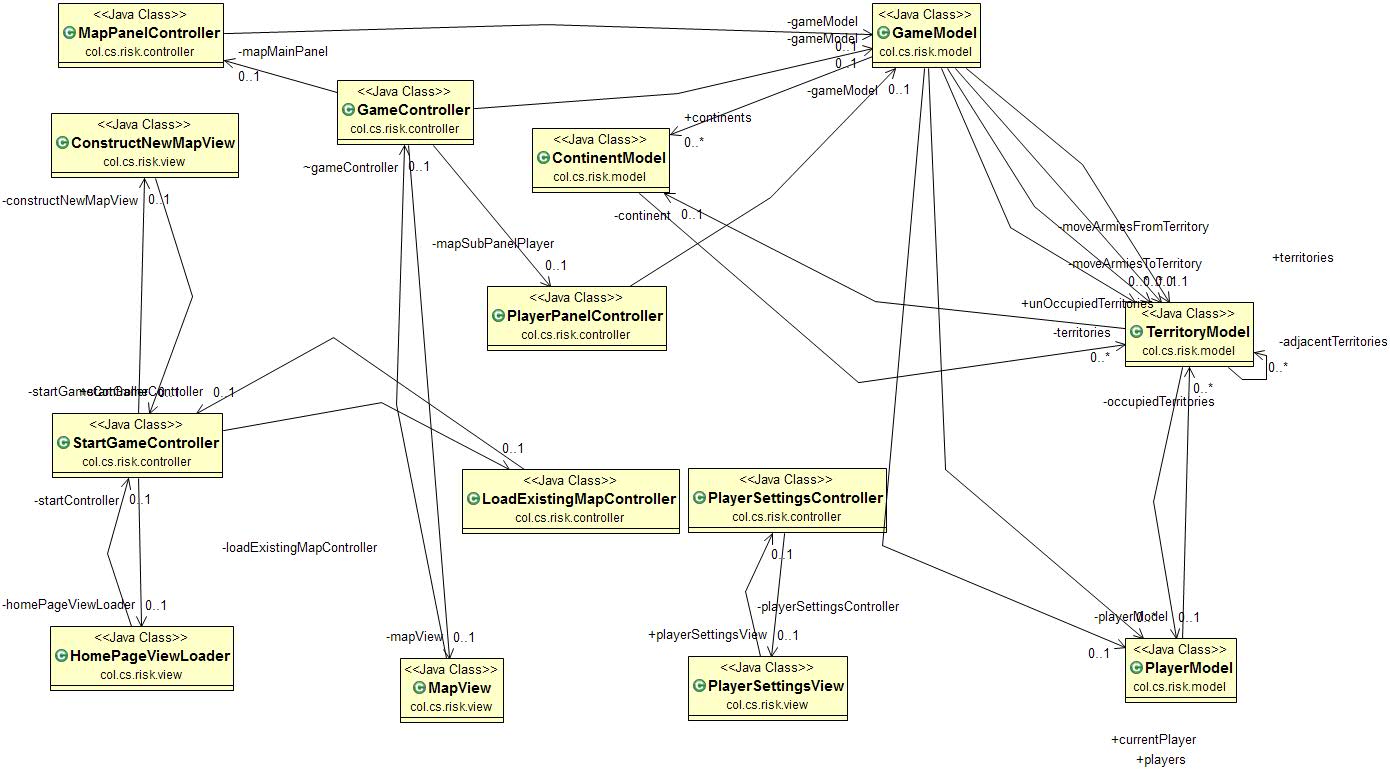 <<Java Class>>
MapPanelController
col.cs.risk.controller
-gameModel
-gameModel
0..1
0..1
<<Java Class>>
GameModel
col.cs.risk.model
-mapMainPanel
0..1
<<Java Class>>
GameController
col.cs.risk.controller
-gameModel
0..1
+continents
0..*
<<Java Class>>
ConstructNewMapView
col.cs.risk.view
<<Java Class>>
ContinentModel
col.cs.risk.model
~gameController
0..1
-constructNewMapView
0..1
-continent
0..1
-moveArmiesFromTerritory
-mapSubPanelPlayer
0..1
-moveArmiesToTerritory
+territories
<<Java Class>>
PlayerPanelController
col.cs.risk.controller
+unOccupiedTerritories
-territories
0..*
<<Java Class>>
TerritoryModel
col.cs.risk.model
-adjacentTerritories
0..*
0..*
-occupiedTerritories
-startGameController
+startGameController
0..1
0..1
<<Java Class>>
StartGameController
col.cs.risk.controller
0..1
<<Java Class>>
LoadExistingMapController
col.cs.risk.controller
<<Java Class>>
PlayerSettingsController
col.cs.risk.controller
-startController
0..1
-loadExistingMapController
0..1
-homePageViewLoader
0..1
-playerSettingsController
+playerSettingsView
0..1
-playerModel
0..*
0..1
<<Java Class>>
HomePageViewLoader
col.cs.risk.view
-mapView
0..1
<<Java Class>>
MapView
col.cs.risk.view
<<Java Class>>
PlayerSettingsView
col.cs.risk.view
0..1
<<Java Class>>
PlayerModel
col.cs.risk.model
+currentPlayer
+players